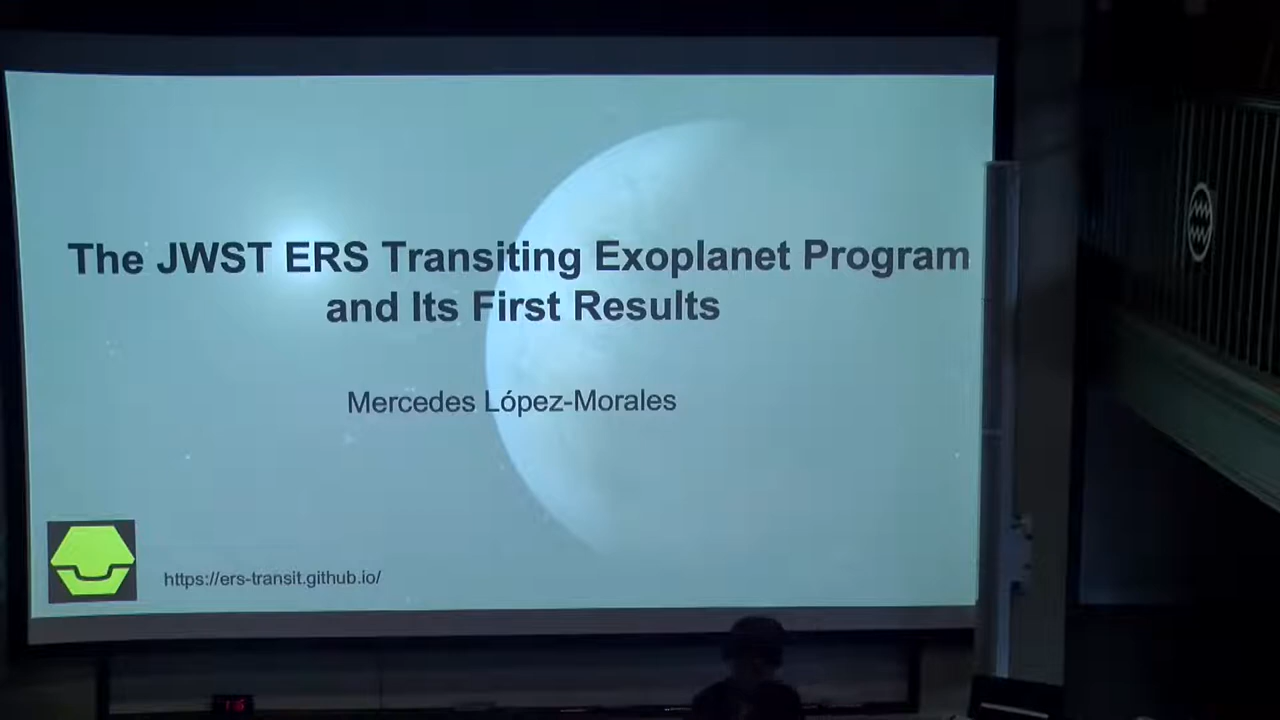 The JWST ERS Transiting Exoplanet Program
and Its First Results
Mercedes López-Morales
https://ers-transit.github.io/